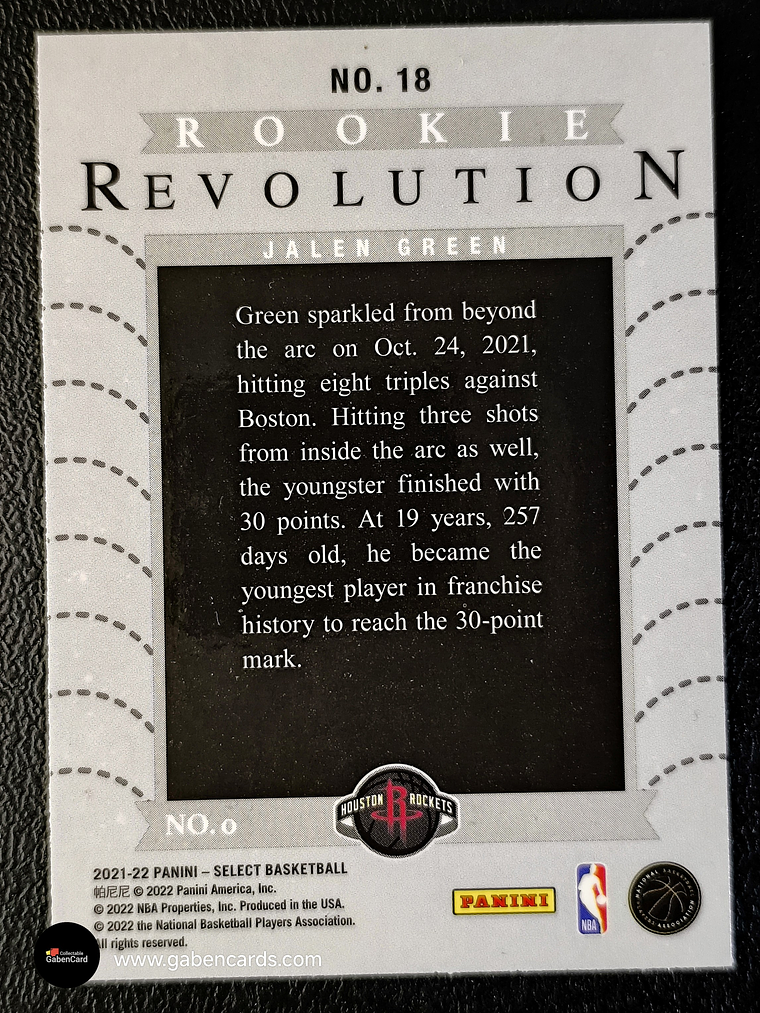 NO. 18
ROOKIE
REVOLUTION
JALEN GREEN
Green sparkled from beyond
the arc on Oct. 24, 2021,
hitting eight triples against
Boston. Hitting three shots
from inside the arc as well,
the youngster finished with
30 points. At 19 years, 257
days old, he became the
youngest player in franchise
history to reach the 30-point
mark.
HOUSTON R ROCKETS
NO. 0
2021-22 PANINI – SELECT BASKETBALL
帕尼尼 © 2022 Panini America, Inc.
© 2022 NBA Properties, Inc. Produced in the USA.
© 2022 the National Basketball Players Association.
All rights reserved.
PANINI
NBA
NATIONAL BASKETBALL
PLAYERS ASSOCIATION
Collectable
GabenCard
www.gabencards.com